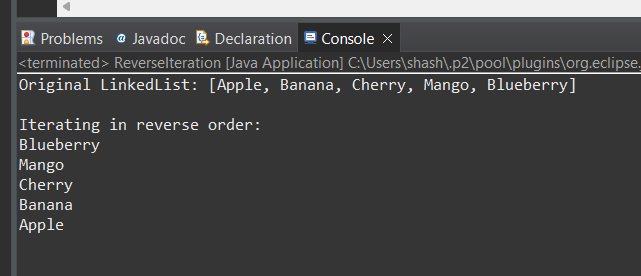 Problems @ Javadoc Declaration Console
<terminated> ReverseIteration [Java Application] C:\Users\shash\.p2\pool\plugins\org.eclipse.
Original LinkedList: [Apple, Banana, Cherry, Mango, Blueberry]
Iterating in reverse order:
Blueberry
Mango
Cherry
Banana
Apple